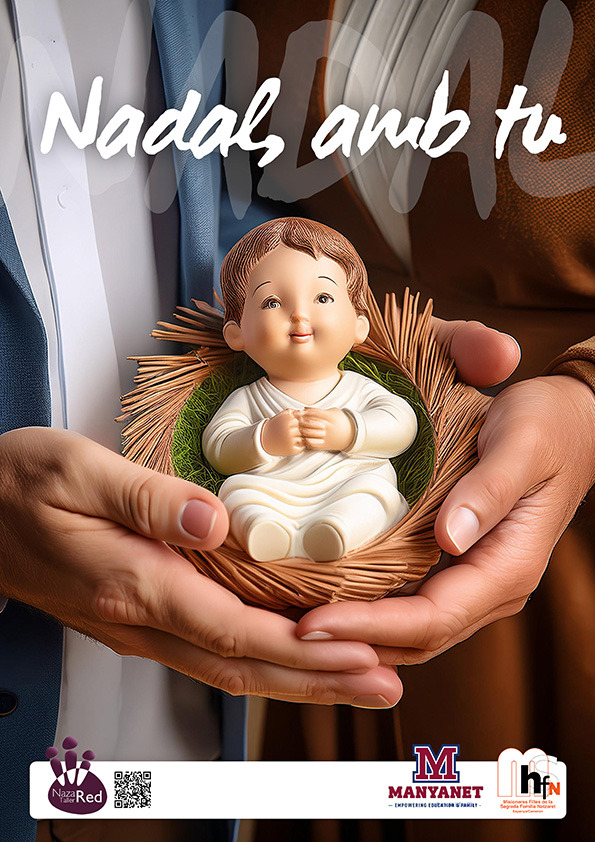 NADAL
Nadal, amb tu
Naza
Taller
Red
M
MANYANET
EMPOWERING EDUCATION & FAMILY
hfN
Missioneres Filles de la
Sagrada Família Natzaret